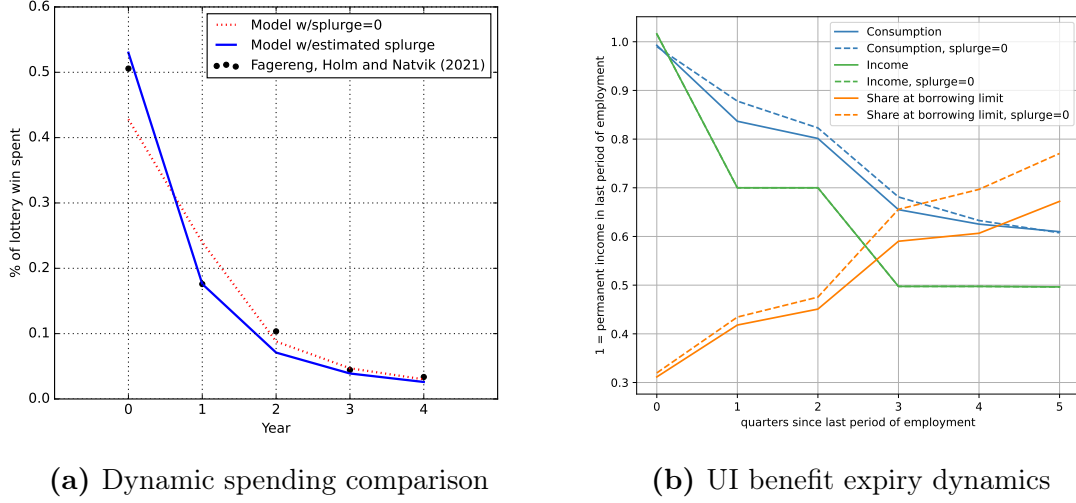 0.6
0.5
0.4
0.3
0.2
0.1
0.0
% of lottery win spent
0 1 2 3 4
Year
Model w/splurge=0
Model w/estimated splurge
Fagereng, Holm and Natvik (2021)
(a) Dynamic spending comparison
1.0
0.9
0.8
0.7
0.6
0.5
0.4
0.3
1 = permanent income in last period of employment
0 1 2 3 4 5
quarters since last period of employment
Consumption
Consumption, splurge=0
Income
Income, splurge=0
Share at borrowing limit
Share at borrowing limit, splurge=0
(b) UI benefit expiry dynamics